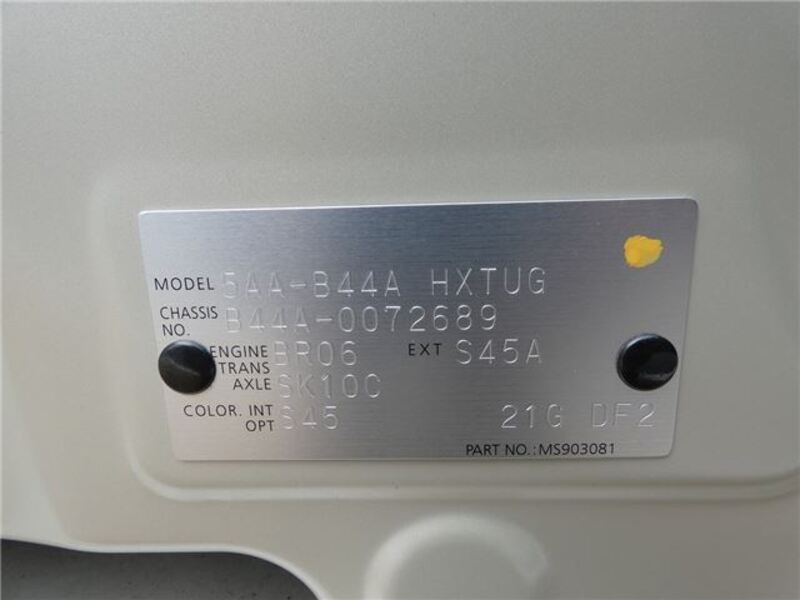 MODEL 5AA-B44A HXTUG
CHASSIS NO. B44A-0072689
ENGINE BR06 EXT S45A
TRANS AXLE SK10C
COLOR. INT OPT S45 21G DF2
PART NO.:MS903081